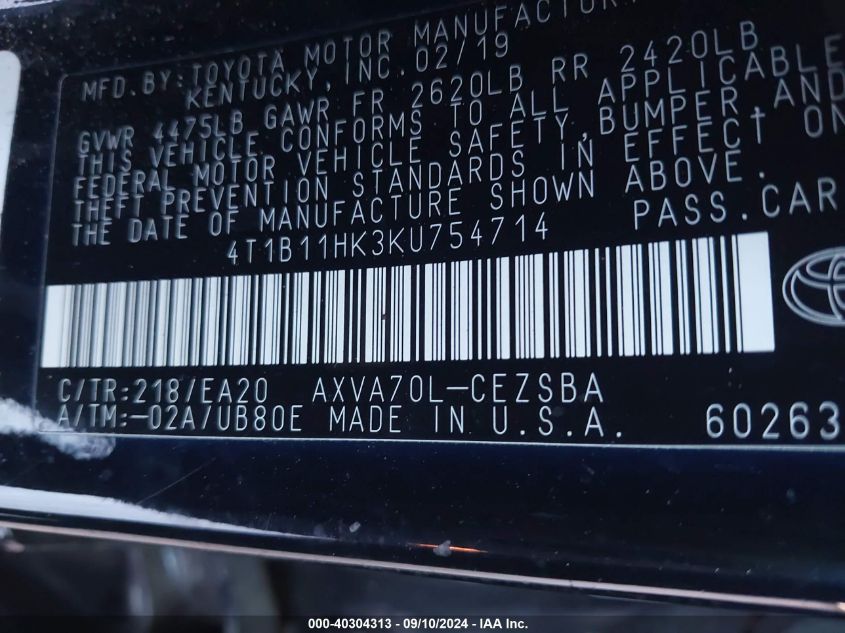 MFD. BY: TOYOTA MOTOR MANUFACTUR
KENTUCKY, INC. 02/19
GVWR 4475LB GAWR FR 2620LB RR 2420LB
THIS VEHICLE CONFORMS TO ALL APPLICABLE
FEDERAL MOTOR VEHICLE SAFETY, BUMPER, AND
THEFT PREVENTION STANDARDS IN EFFECT ON
THE DATE OF MANUFACTURE SHOWN ABOVE.
4T1B11HK3KU754714 PASS. CAR
C/TR: 218/EA20 AXVA70L-CEZSBA
A/TM: -02A/UB80E MADE IN U.S.A. 60263
000-40304313 - 09/10/2024 - IAA Inc.